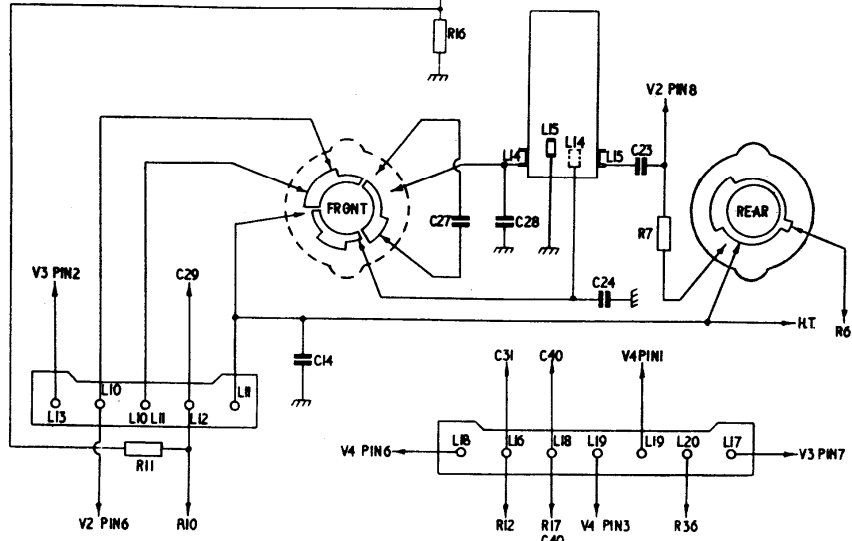 R16
V2 PIN8
L15
L14
L14
L15
C23
FRONT
REAR
C27
C28
R7
V3 PIN2
C29
C24
H.T.
R6
C14
C31
C40
V4PIN1
L10
L11
L13
L10 L11
L12
L18
L16
L18
L19
L19
L20
L17
V4 PIN6
V3 PIN7
R11
V2 PIN6
R10
R12
R17
V4 PIN3
R36
C40